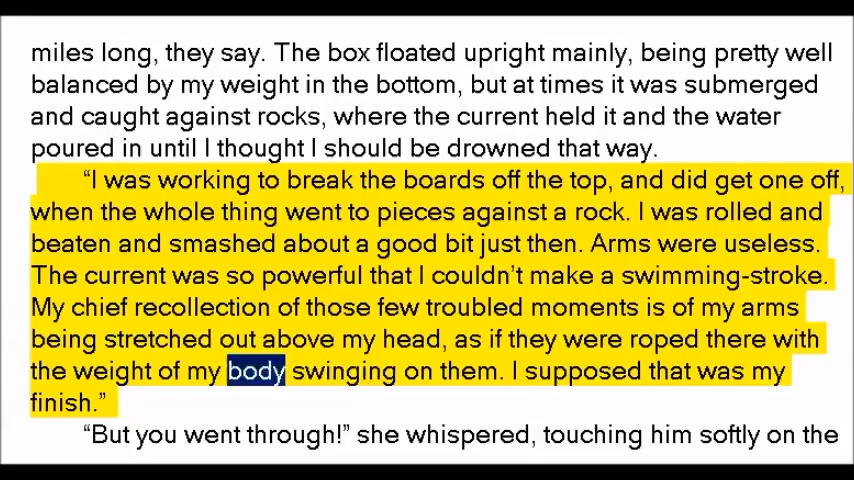 miles long, they say. The box floated upright mainly, being pretty well
balanced by my weight in the bottom, but at times it was submerged
and caught against rocks, where the current held it and the water
poured in until I thought I should be drowned that way.
“I was working to break the boards off the top, and did get one off,
when the whole thing went to pieces against a rock. I was rolled and
beaten and smashed about a good bit just then. Arms were useless.
The current was so powerful that I couldn’t make a swimming-stroke.
My chief recollection of those few troubled moments is of my arms
being stretched out above my head, as if they were roped there with
the weight of my body swinging on them. I supposed that was my
finish.”
“But you went through!” she whispered, touching him softly on the